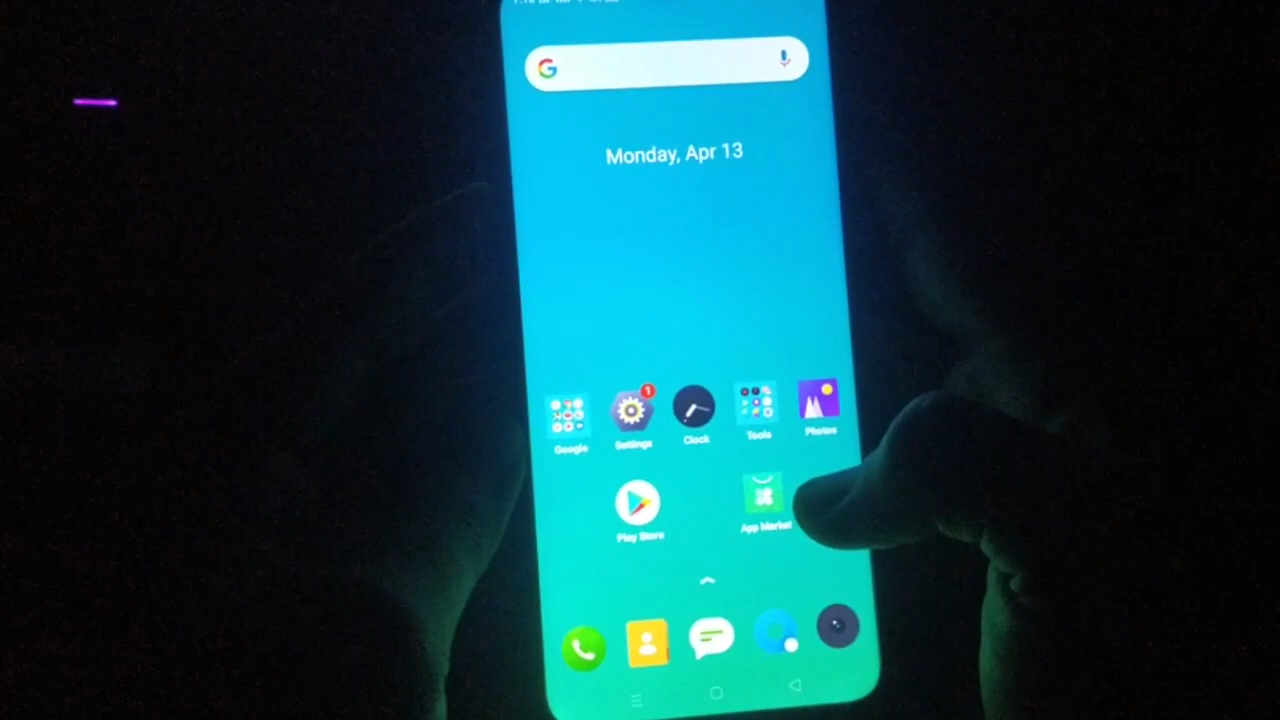 Monday, Apr 13
Google
Settings
1
Clock
Tools
Photos
Play Store
App Market